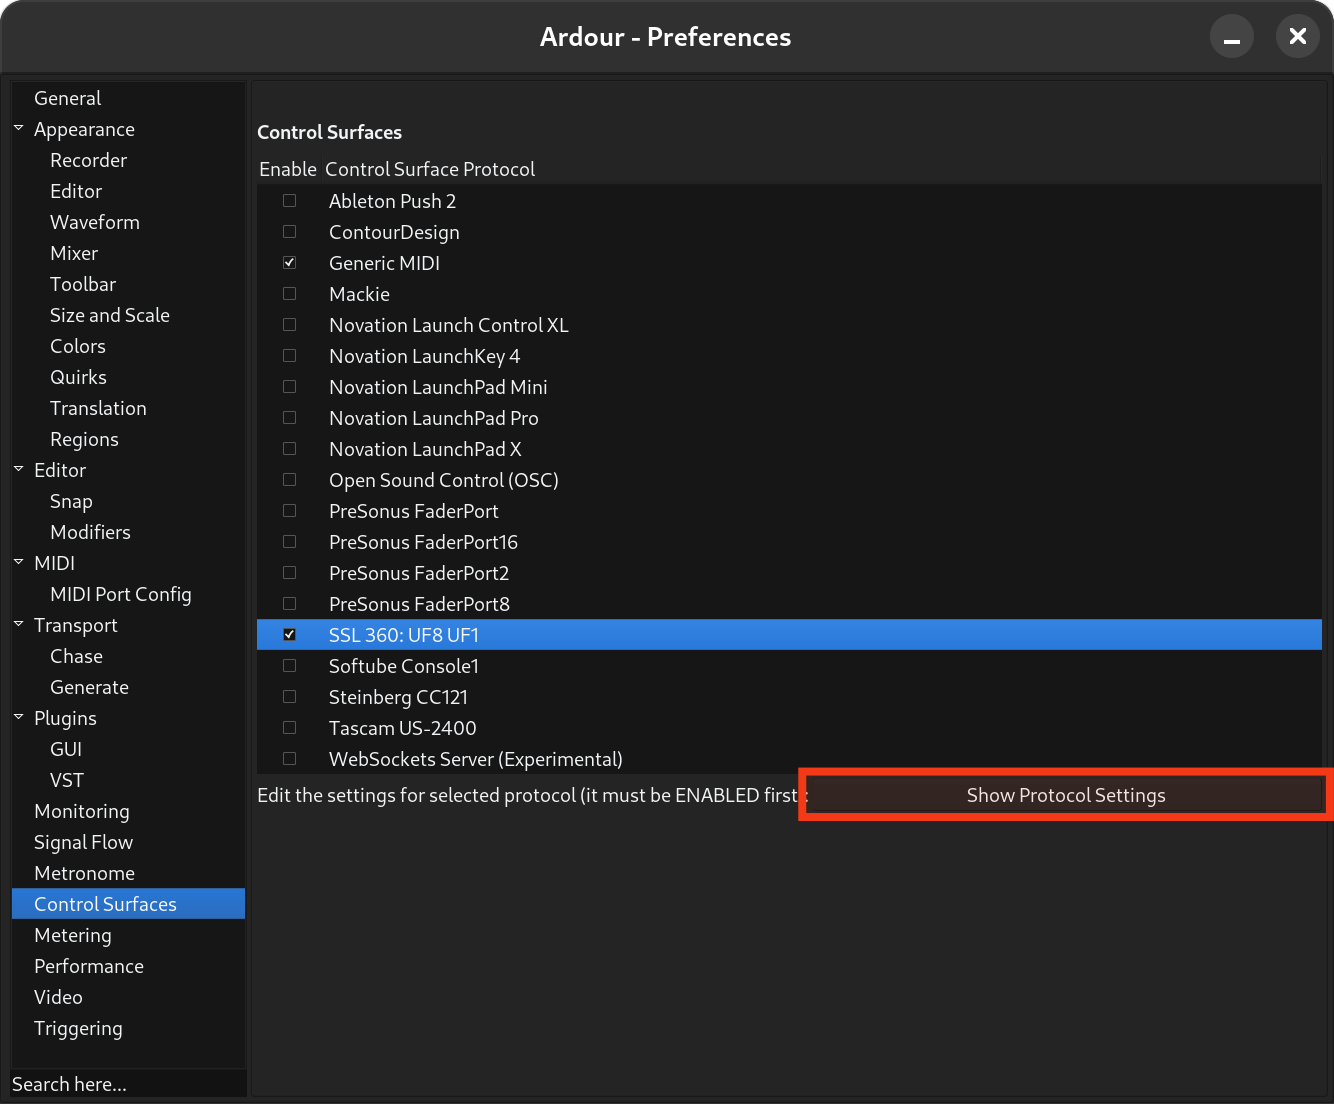 Ardour - Preferences
General
Appearance
Recorder
Editor
Waveform
Mixer
Toolbar
Size and Scale
Colors
Quirks
Translation
Regions
Editor
Snap
Modifiers
MIDI
MIDI Port Config
Transport
Chase
Generate
Plugins
GUI
VST
Monitoring
Signal Flow
Metronome
Control Surfaces
Metering
Performance
Video
Triggering
Search here...
Control Surfaces
Enable Control Surface Protocol
Ableton Push 2
ContourDesign
Generic MIDI
Mackie
Novation Launch Control XL
Novation LaunchKey 4
Novation LaunchPad Mini
Novation LaunchPad Pro
Novation LaunchPad X
Open Sound Control (OSC)
PreSonus FaderPort
PreSonus FaderPort16
PreSonus FaderPort2
PreSonus FaderPort8
SSL 360: UF8 UF1
Softube Console1
Steinberg CC121
Tascam US-2400
WebSockets Server (Experimental)
Edit the settings for selected protocol (it must be ENABLED first: Show Protocol Settings